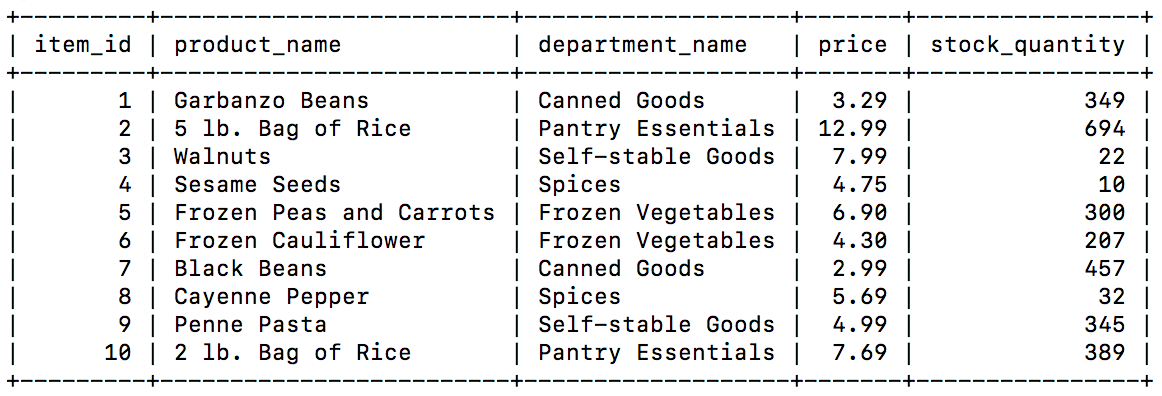 +---------+-------------------------+-------------------+-------+----------------+
| item_id | product_name            | department_name   | price | stock_quantity |
+---------+-------------------------+-------------------+-------+----------------+
|       1 | Garbanzo Beans          | Canned Goods      |  3.29 |            349 |
|       2 | 5 lb. Bag of Rice       | Pantry Essentials | 12.99 |            694 |
|       3 | Walnuts                 | Self-stable Goods |  7.99 |             22 |
|       4 | Sesame Seeds            | Spices            |  4.75 |             10 |
|       5 | Frozen Peas and Carrots | Frozen Vegetables |  6.90 |            300 |
|       6 | Frozen Cauliflower      | Frozen Vegetables |  4.30 |            207 |
|       7 | Black Beans             | Canned Goods      |  2.99 |            457 |
|       8 | Cayenne Pepper          | Spices            |  5.69 |             32 |
|       9 | Penne Pasta             | Self-stable Goods |  4.99 |            345 |
|      10 | 2 lb. Bag of Rice       | Pantry Essentials |  7.69 |            389 |
+---------+-------------------------+-------------------+-------+----------------+